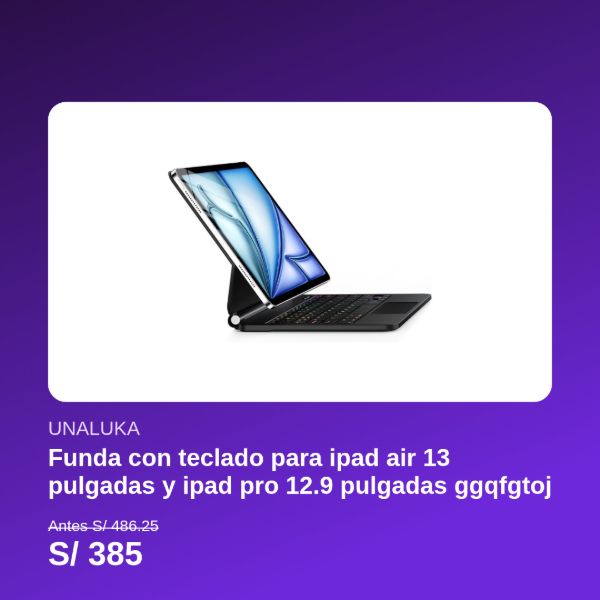 UNALUKA
Funda con teclado para ipad air 13
pulgadas y ipad pro 12.9 pulgadas ggqfgtoj
Antes S/ 486.25
S/ 385